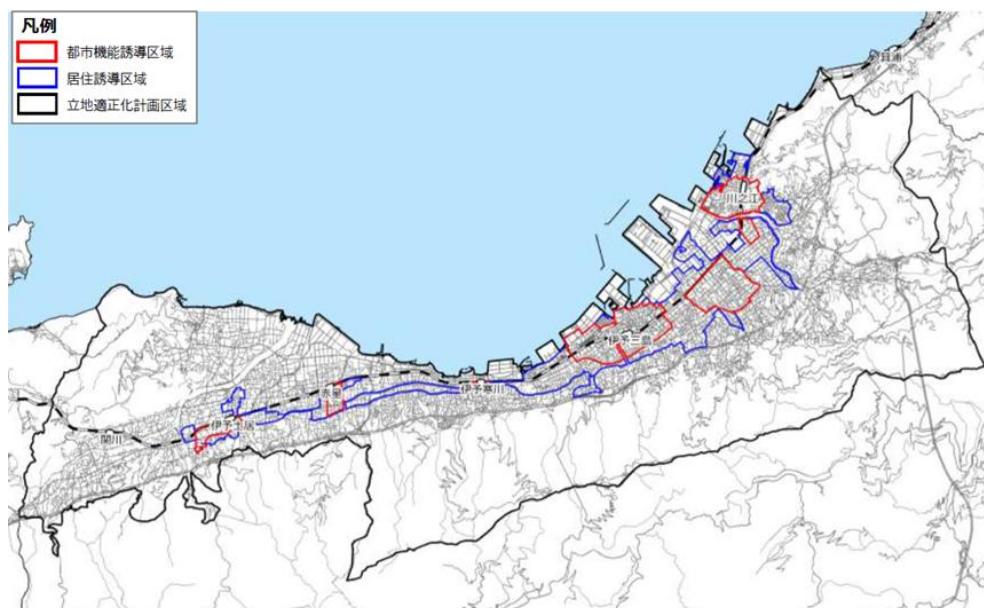 凡例
都市機能誘導区域
居住誘導区域
立地適正化計画区域
箕浦
川之江
伊予三島
伊予寒川
赤星
伊予土居
関川